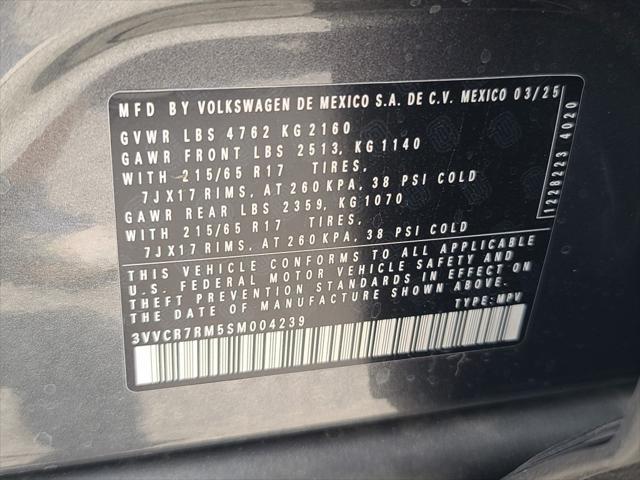 MFD BY VOLKSWAGEN DE MEXICO S.A. DE C.V. MEXICO 03/25
GVWR LBS 4762 KG 2160
GAWR FRONT LBS 2513, KG 1140
WITH 215/65 R17 TIRES,
7JX17 RIMS, AT 260 KPA, 38 PSI COLD
GAWR REAR LBS 2359, KG 1070
WITH 215/65 R17 TIRES,
7JX17 RIMS, AT 260 KPA, 38 PSI COLD
THIS VEHICLE CONFORMS TO ALL APPLICABLE
U.S. FEDERAL MOTOR VEHICLE SAFETY AND
THEFT PREVENTION STANDARDS IN EFFECT ON
THE DATE OF MANUFACTURE SHOWN ABOVE.
3VVCR7RM5SM004239 TYPE: MPV
1228223 4020